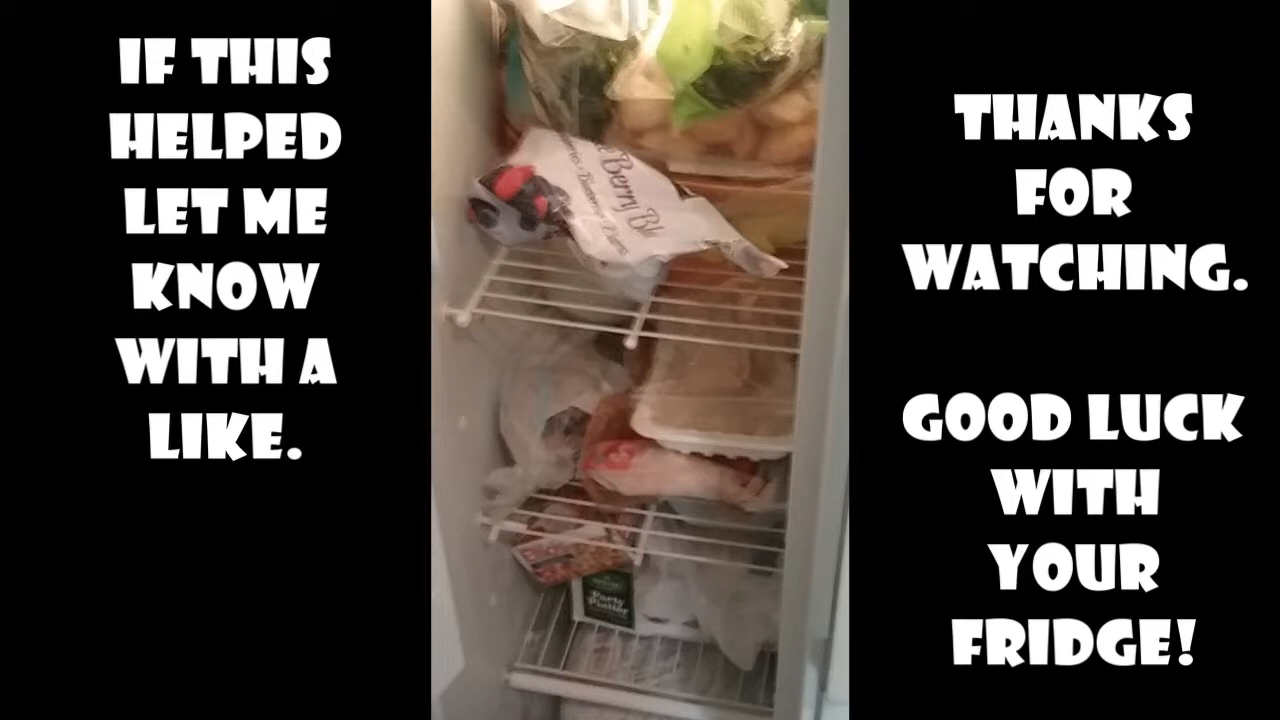 IF THIS
HELPED
LET ME
KNOW
WITH A
LIKE.
Berry
Party
Platter
THANKS
FOR
WATCHING.
GOOD LUCK
WITH
YOUR
FRIDGE!